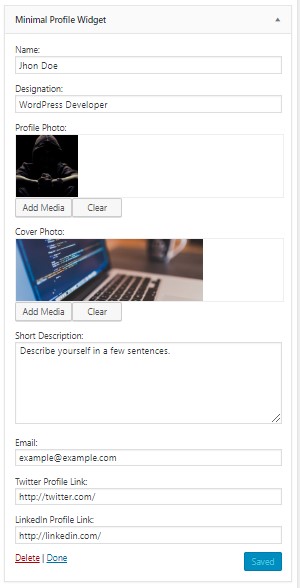 Minimal Profile Widget
Name:
Jhon Doe
Designation:
WordPress Developer
Profile Photo:
Add Media Clear
Cover Photo:
Add Media Clear
Short Description:
Describe yourself in a few sentences.
Email:
example@example.com
Twitter Profile Link:
http://twitter.com/
LinkedIn Profile Link:
http://linkedin.com/
Delete | Done Saved